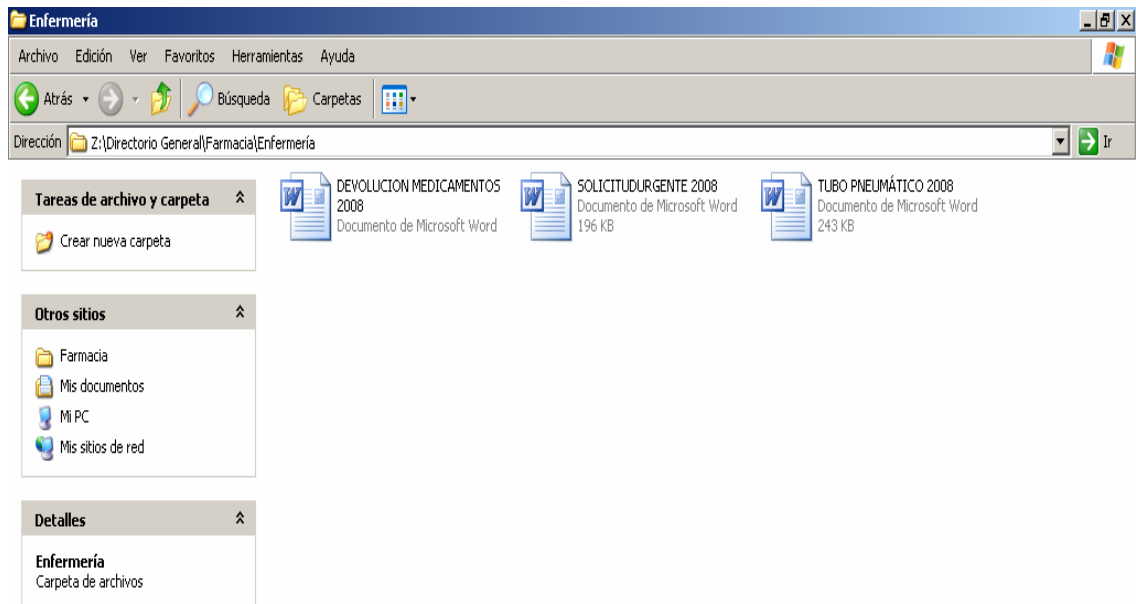 Enfermería
Archivo Edición Ver Favoritos Herramientas Ayuda
Atrás Búsqueda Carpetas
Dirección Z:\Directorio General\Farmacia\Enfermería Ir
Tareas de archivo y carpeta
Crear nueva carpeta
Otros sitios
Farmacia
Mis documentos
Mi PC
Mis sitios de red
Detalles
Enfermería
Carpeta de archivos
DEVOLUCION MEDICAMENTOS
2008
Documento de Microsoft Word
SOLICITUDURGENTE 2008
Documento de Microsoft Word
196 KB
TUBO PNEUMÁTICO 2008
Documento de Microsoft Word
243 KB